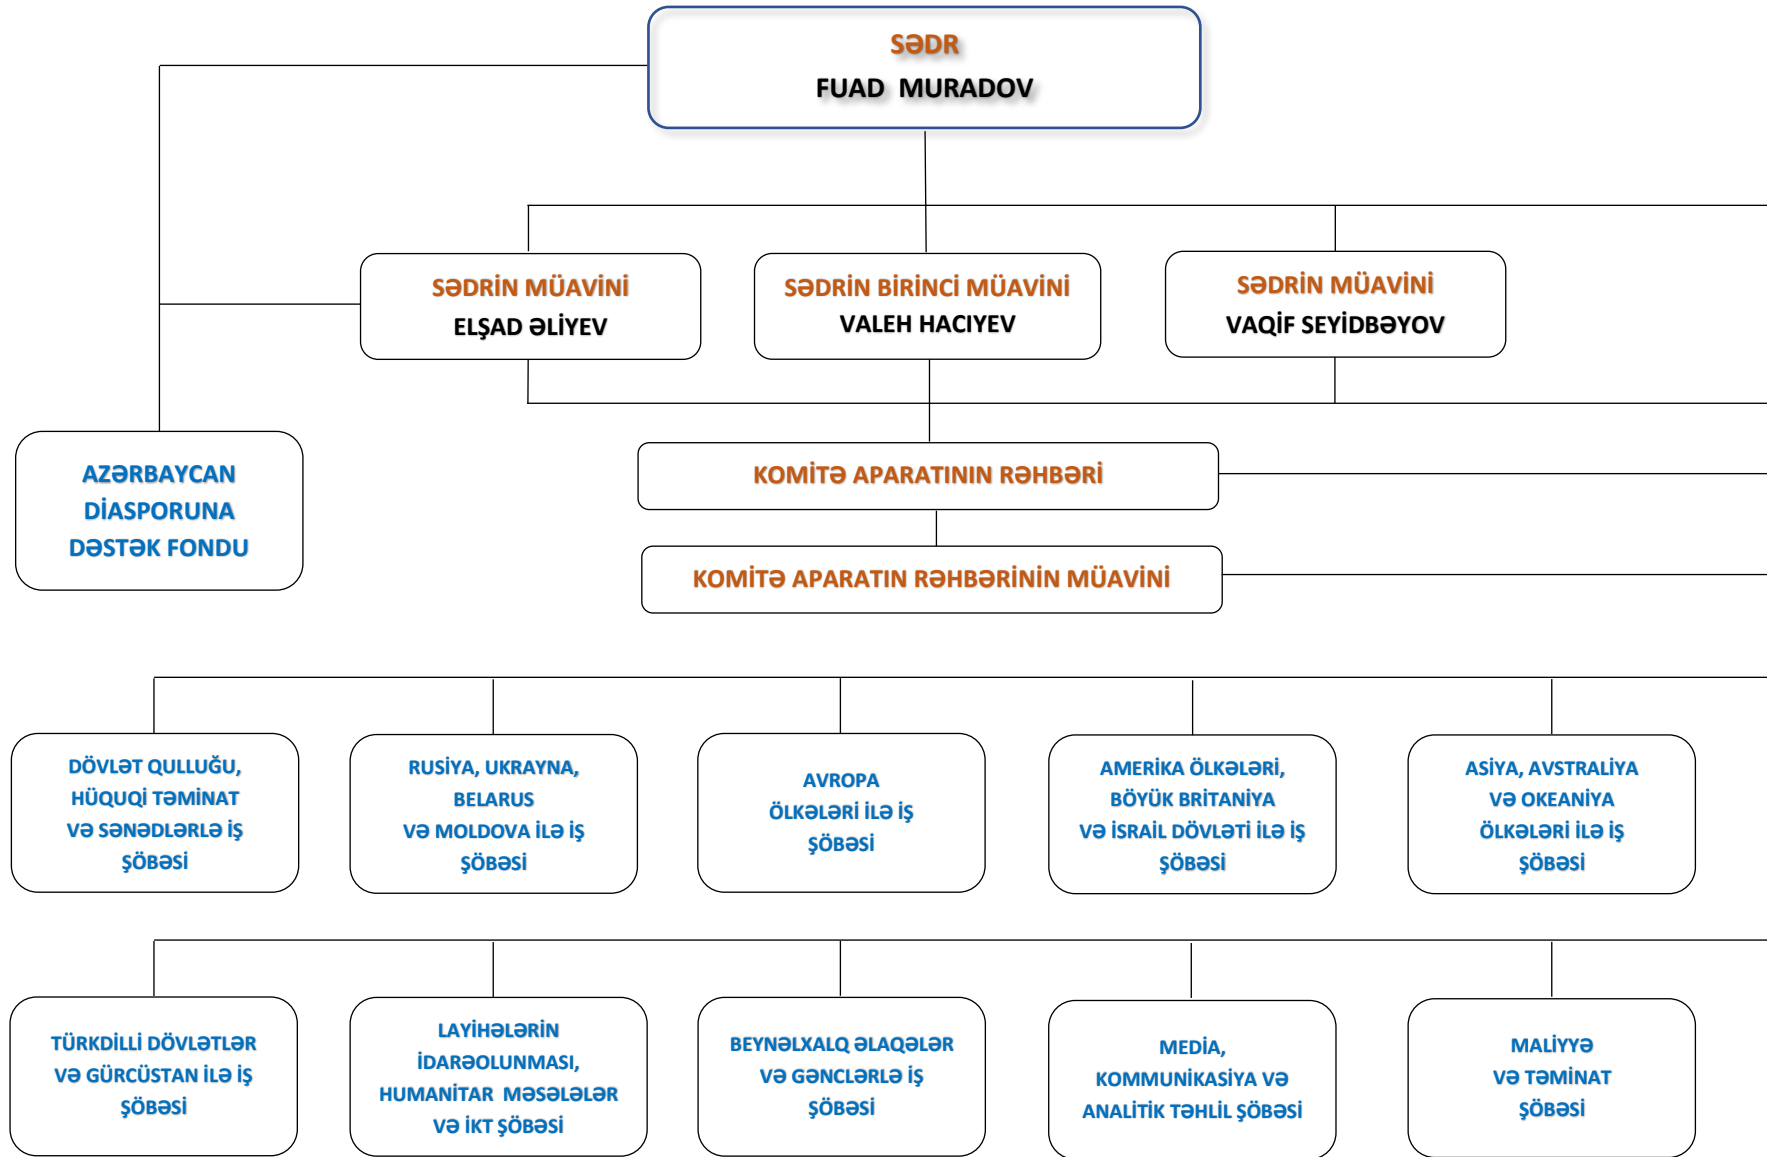 SƏDR
FUAD MURADOV
SƏDRİN MÜAVİNİ
ELŞAD ƏLİYEV
SƏDRİN BİRİNCİ MÜAVİNİ
VALEH HACIYEV
SƏDRİN MÜAVİNİ
VAQİF SEYİDBƏYOV
AZƏRBAYCAN
DİASPORUNA
DƏSTƏK FONDU
KOMİTƏ APARATININ RƏHBƏRİ
KOMİTƏ APARATIN RƏHBƏRİNİN MÜAVİNİ
DÖVLƏT QULLUĞU,
HÜQUQİ TƏMİNAT
VƏ SƏNƏDLƏRLƏ İŞ
ŞÖBƏSİ
RUSİYA, UKRAYNA,
BELARUS
VƏ MOLDOVA İLƏ İŞ
ŞÖBƏSİ
AVROPA
ÖLKƏLƏRİ İLƏ İŞ
ŞÖBƏSİ
AMERİKA ÖLKƏLƏRİ,
BÖYÜK BRİTANİYA
VƏ İSRAİL DÖVLƏTİ İLƏ İŞ
ŞÖBƏSİ
ASİYA, AVSTRALİYA
VƏ OKEANİYA
ÖLKƏLƏRİ İLƏ İŞ
ŞÖBƏSİ
TÜRKDİLLİ DÖVLƏTLƏR
VƏ GÜRCÜSTAN İLƏ İŞ
ŞÖBƏSİ
LAYİHƏLƏRİN
İDARƏOLUNMASI,
HUMANİTAR MƏSƏLƏLƏR
VƏ İKT ŞÖBƏSİ
BEYNƏLXALQ ƏLAQƏLƏR
VƏ GƏNCLƏRLƏ İŞ
ŞÖBƏSİ
MEDİA,
KOMMUNİKASİYA VƏ
ANALİTİK TƏHLİL ŞÖBƏSİ
MALİYYƏ
VƏ TƏMİNAT
ŞÖBƏSİ